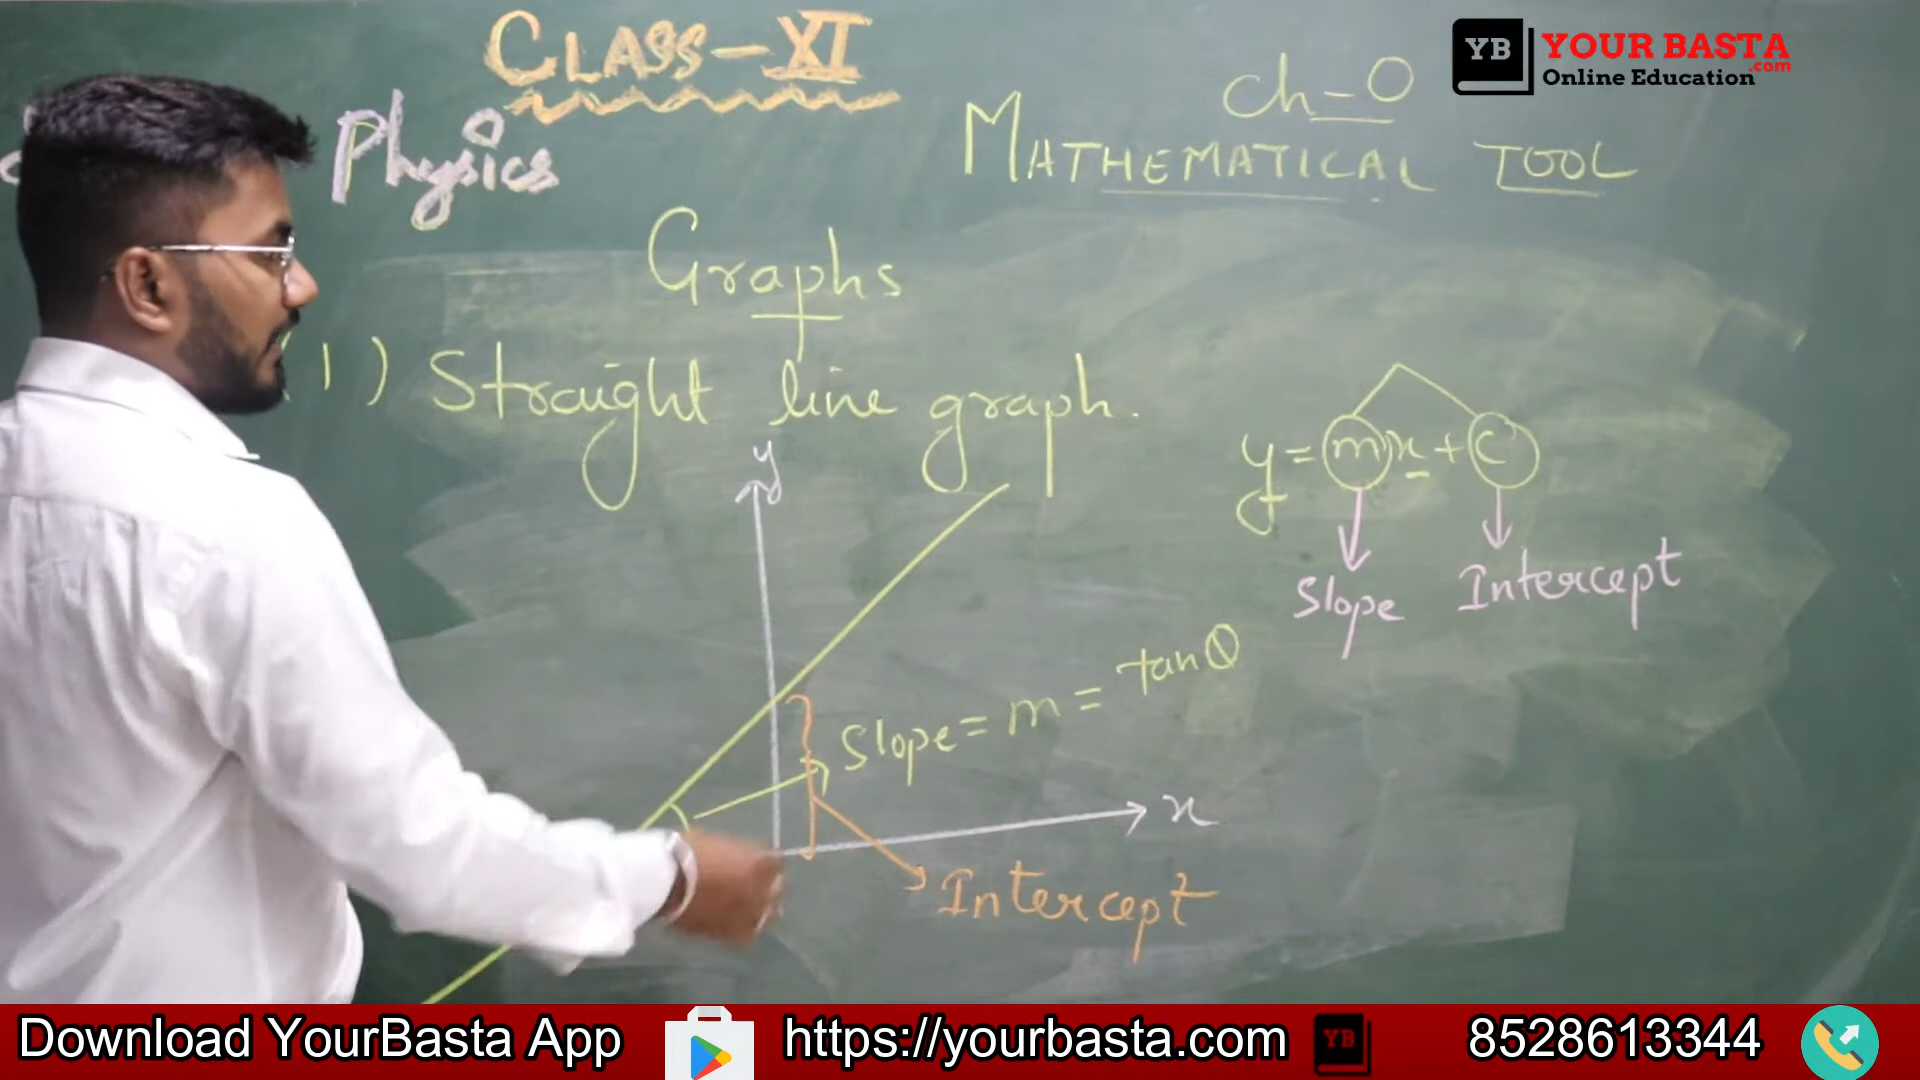 CLASS-XI
Physics
ch-0
MATHEMATICAL TOOL
YB YOUR BASTA
.com
Online Education
Graphs
(1) Straight line graph.
y
y = mx + c
Slope Intercept
Slope = m = tanθ
x
Intercept
Download YourBasta App https://yourbasta.com YB 8528613344